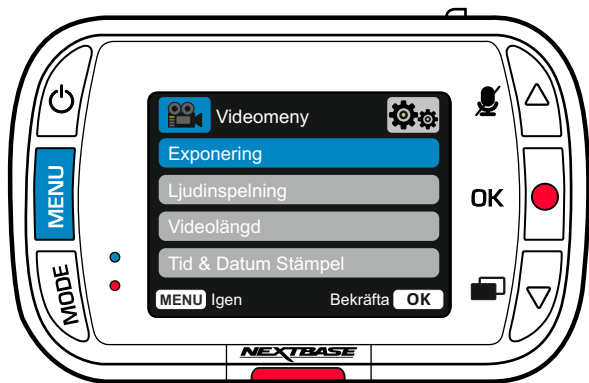 Videomeny
Exponering
MENU
Ljudinspelning
OK
Videolängd
Tid & Datum Stämpel
MODE
MENU Igen Bekräfta OK
NEXTBASE